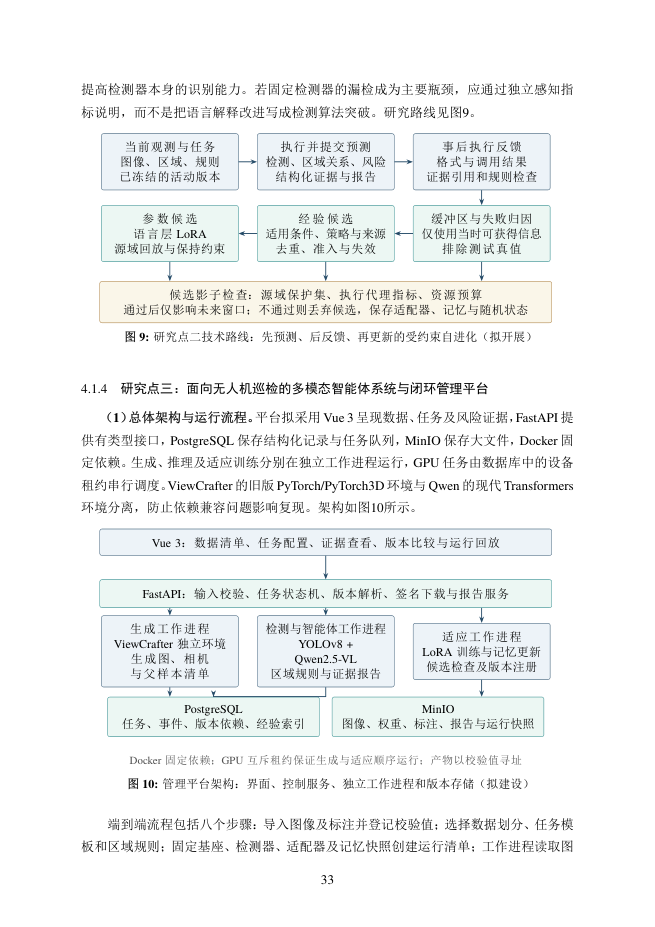 提高检测器本身的识别能力。若固定检测器的漏检成为主要瓶颈，应通过独立感知指
标说明，而不是把语言解释改进写成检测算法突破。研究路线见图9。
当前观测与任务
图像、区域、规则
已冻结的活动版本
执行并提交预测
检测、区域关系、风险
结构化证据与报告
事后执行反馈
格式与调用结果
证据引用和规则检查
参数候选
语言层 LoRA
源域回放与保持约束
经验候选
适用条件、策略与来源
去重、准入与失效
缓冲区与失败归因
仅使用当时可获得信息
排除测试真值
候选影子检查：源域保护集、执行代理指标、资源预算
通过后仅影响未来窗口；不通过则丢弃候选，保存适配器、记忆与随机状态
图 9: 研究点二技术路线：先预测、后反馈、再更新的受约束自进化（拟开展）
4.1.4 研究点三：面向无人机巡检的多模态智能体系统与闭环管理平台
（1）总体架构与运行流程。平台拟采用 Vue 3 呈现数据、任务及风险证据，FastAPI 提
供有类型接口，PostgreSQL 保存结构化记录与任务队列，MinIO 保存大文件，Docker 固
定依赖。生成、推理及适应训练分别在独立工作进程运行，GPU 任务由数据库中的设备
租约串行调度。ViewCrafter 的旧版 PyTorch/PyTorch3D 环境与 Qwen 的现代 Transformers
环境分离，防止依赖兼容问题影响复现。架构如图10所示。
Vue 3：数据清单、任务配置、证据查看、版本比较与运行回放
FastAPI：输入校验、任务状态机、版本解析、签名下载与报告服务
生成工作进程
ViewCrafter 独立环境
生成图、相机
与父样本清单
检测与智能体工作进程
YOLOv8 +
Qwen2.5-VL
区域规则与证据报告
适应工作进程
LoRA 训练与记忆更新
候选检查及版本注册
PostgreSQL
任务、事件、版本依赖、经验索引
MinIO
图像、权重、标注、报告与运行快照
Docker 固定依赖；GPU 互斥租约保证生成与适应顺序运行；产物以校验值寻址
图 10: 管理平台架构：界面、控制服务、独立工作进程和版本存储（拟建设）
端到端流程包括八个步骤：导入图像及标注并登记校验值；选择数据划分、任务模
板和区域规则；固定基座、检测器、适配器及记忆快照创建运行清单；工作进程读取图
33